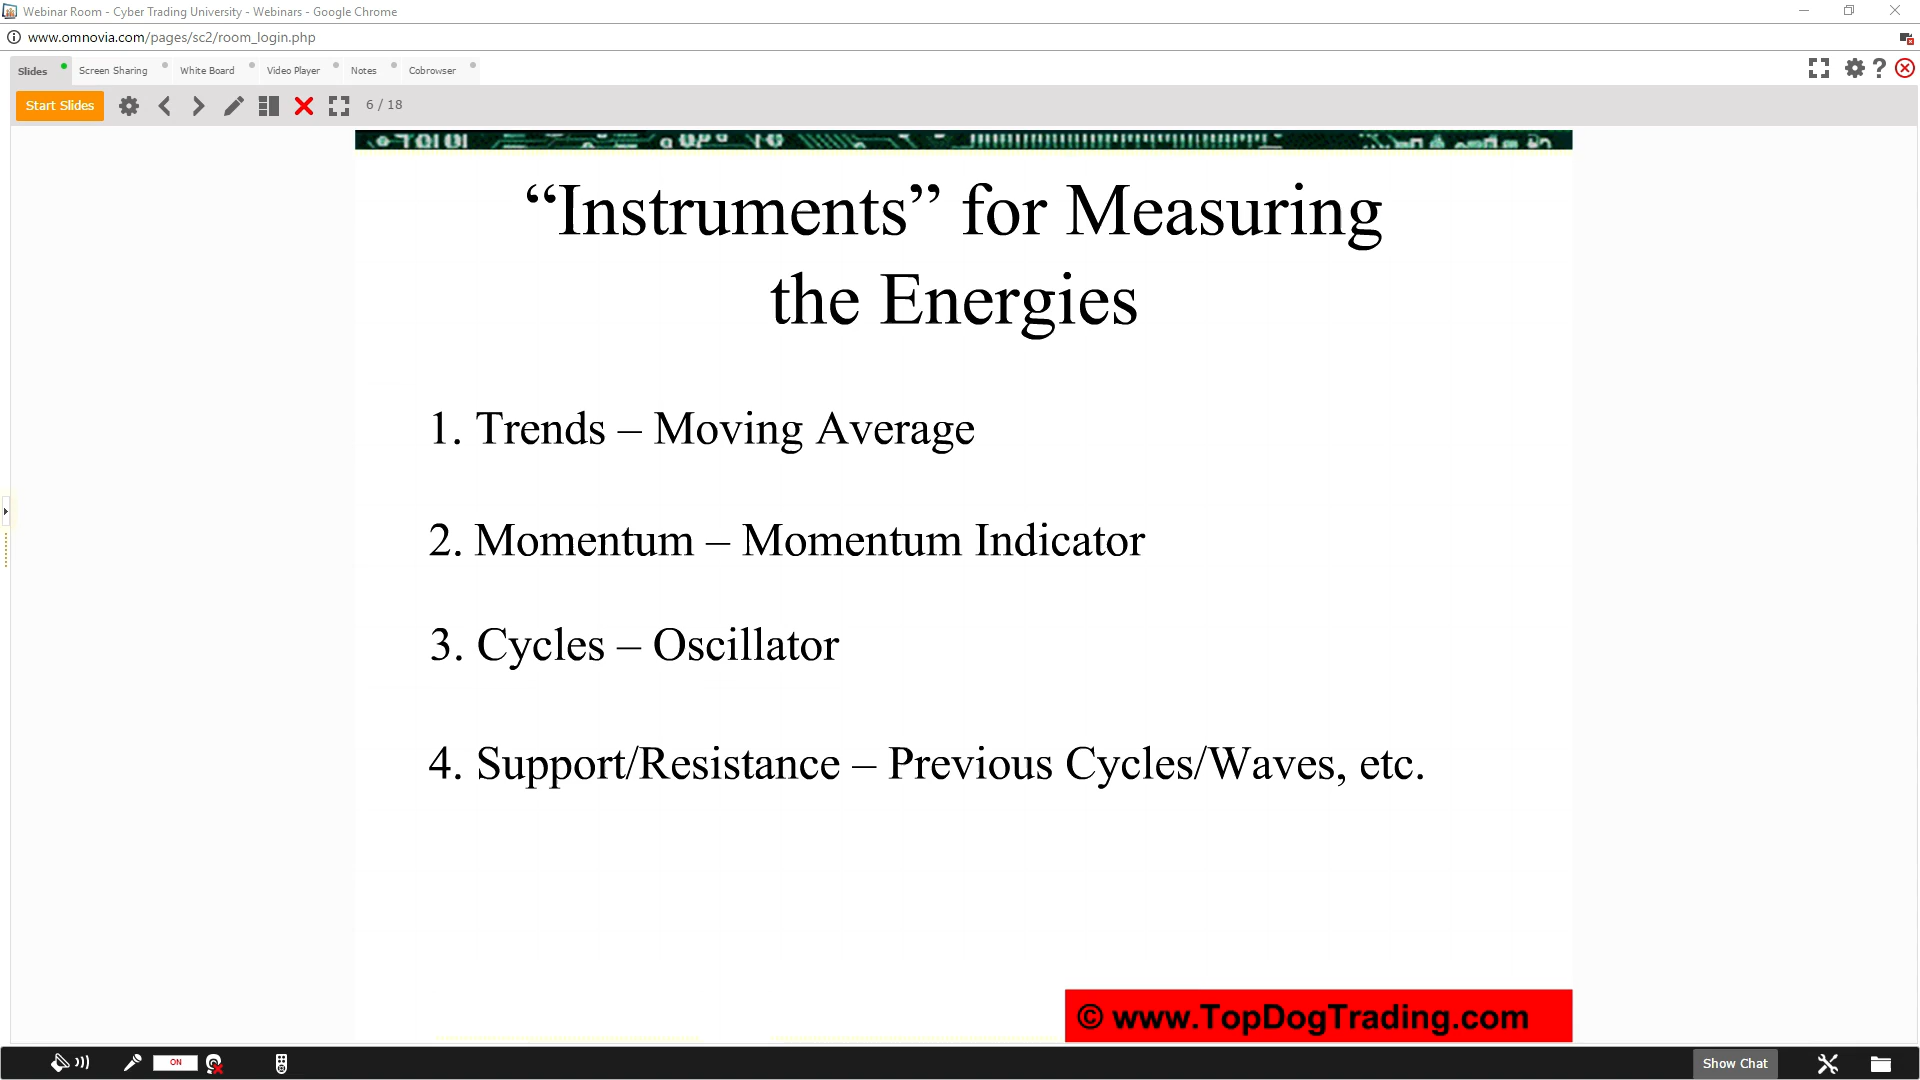 Webinar Room - Cyber Trading University - Webinars - Google Chrome
www.omnovia.com/pages/sc2/room_login.php
Slides Screen Sharing White Board Video Player Notes Cobrowser
Start Slides 6 / 18
“Instruments” for Measuring
the Energies
1. Trends – Moving Average
2. Momentum – Momentum Indicator
3. Cycles – Oscillator
4. Support/Resistance – Previous Cycles/Waves, etc.
© www.TopDogTrading.com
ON Show Chat